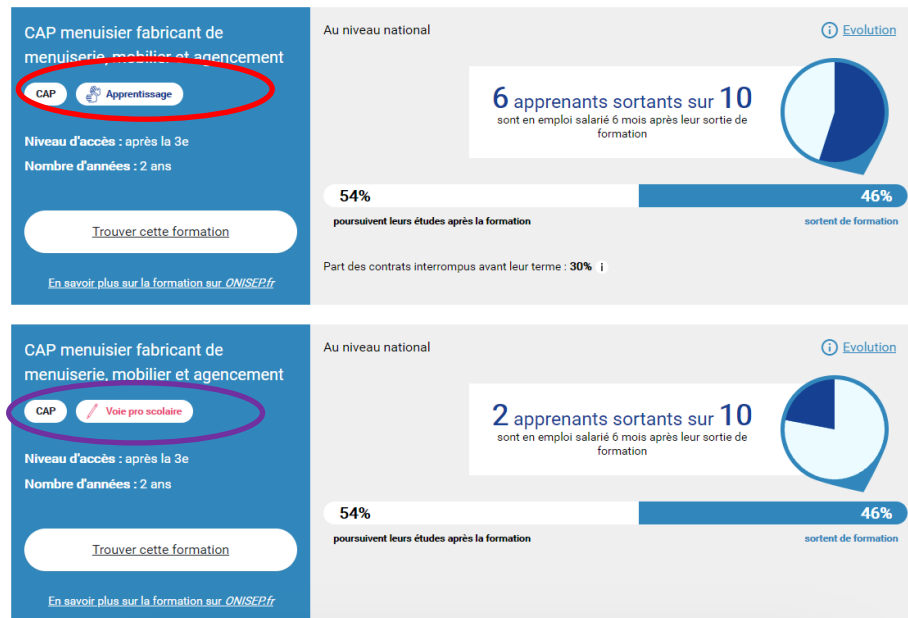 CAP menuisier fabricant de
menuiserie, mobilier et agencement
CAP
Apprentissage
Niveau d'accès : après la 3e
Nombre d'années : 2 ans
Trouver cette formation
En savoir plus sur la formation sur ONISEP.fr
Au niveau national
i Evolution
6 apprenants sortants sur 10
sont en emploi salarié 6 mois après leur sortie de
formation
54%
46%
poursuivent leurs études après la formation
sortent de formation
Part des contrats interrompus avant leur terme : 30% i
CAP menuisier fabricant de
menuiserie, mobilier et agencement
CAP
Voie pro scolaire
Niveau d'accès : après la 3e
Nombre d'années : 2 ans
Trouver cette formation
En savoir plus sur la formation sur ONISEP.fr
Au niveau national
i Evolution
2 apprenants sortants sur 10
sont en emploi salarié 6 mois après leur sortie de
formation
54%
46%
poursuivent leurs études après la formation
sortent de formation